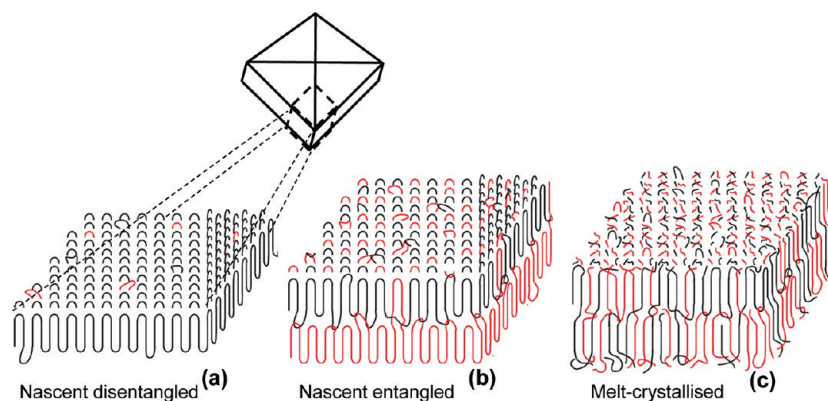 Nascent disentangled (a)
Nascent entangled (b)
Melt-crystallised (c)